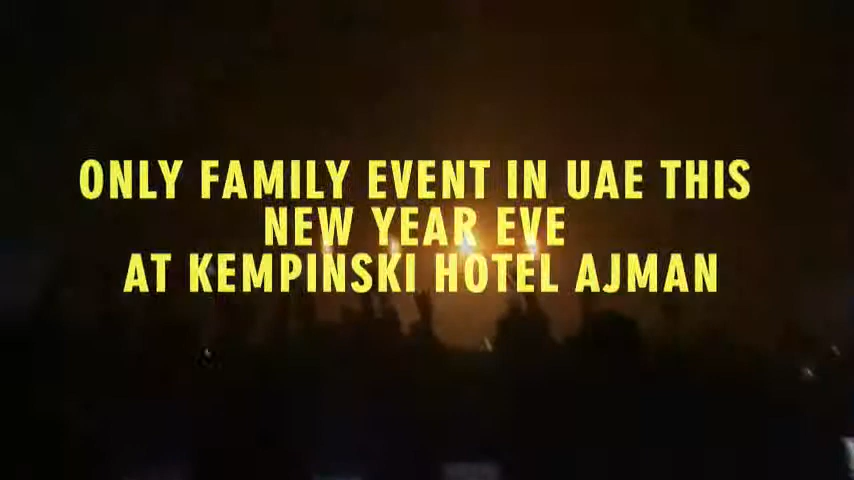 ONLY FAMILY EVENT IN UAE THIS
NEW YEAR EVE
AT KEMPINSKI HOTEL AJMAN